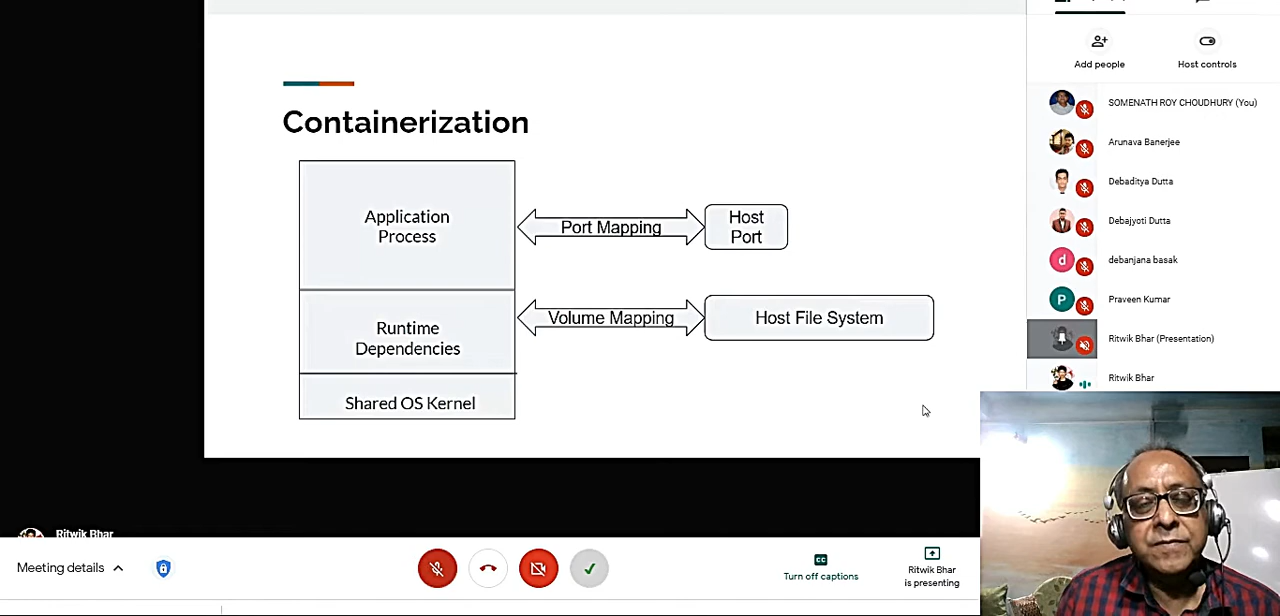 Containerization
Application
Process
Port Mapping
Host
Port
Runtime
Dependencies
Volume Mapping
Host File System
Shared OS Kernel
Add people
Host controls
SOMENATH ROY CHOUDHURY (You)
Arunava Banerjee
Debaditya Dutta
Debajyoti Dutta
d
debanjana basak
P
Praveen Kumar
Ritwik Bhar (Presentation)
Ritwik Bhar
Ritwik Bhar
Meeting details
CC
Turn off captions
Ritwik Bhar
is presenting